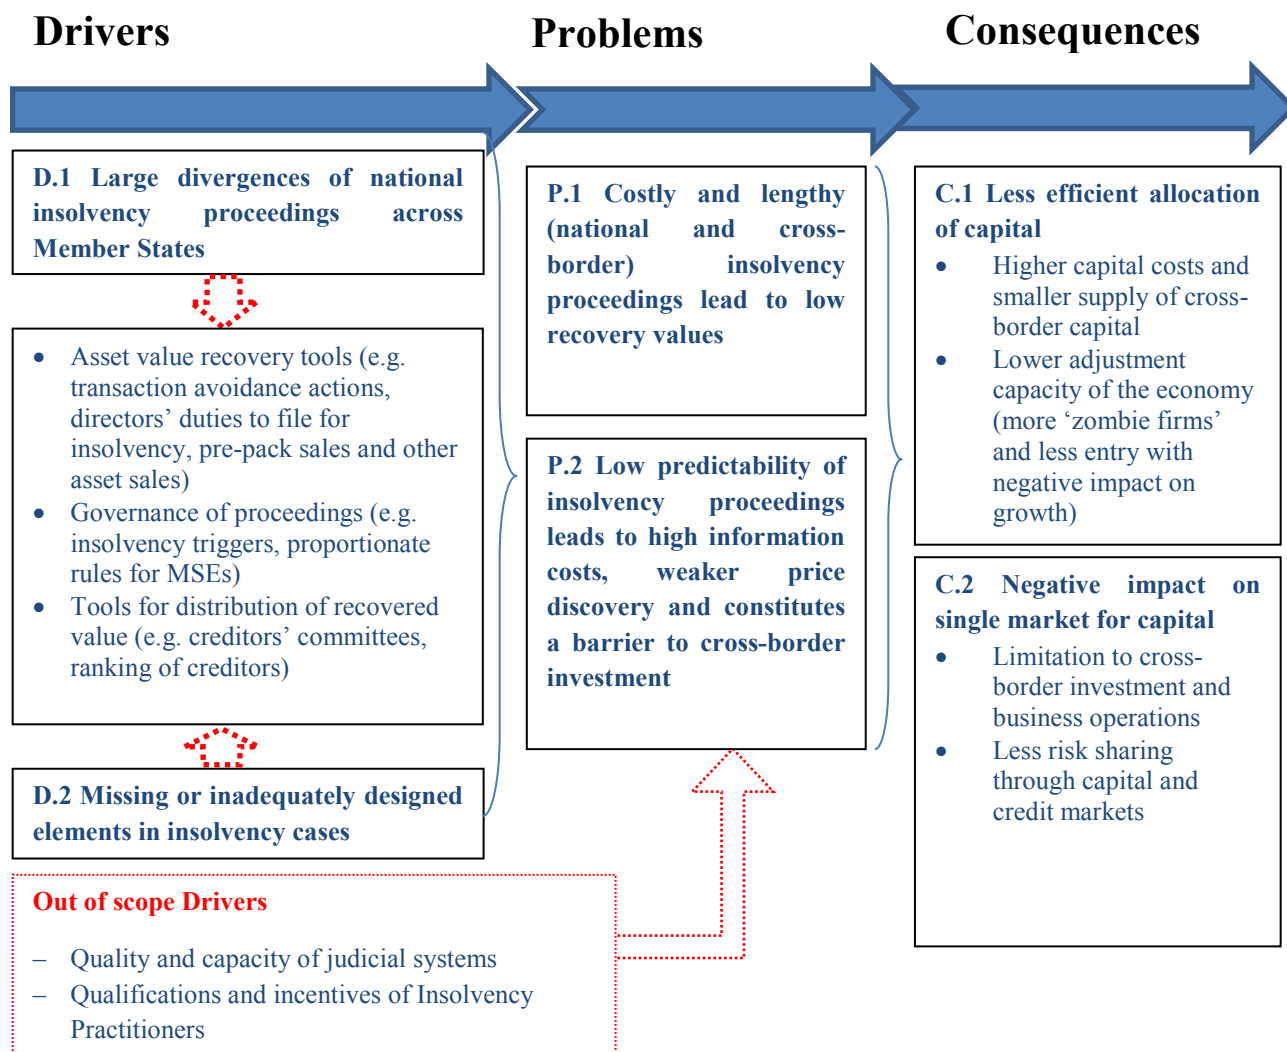 Drivers
Problems
Consequences
D.1 Large divergences of national
insolvency proceedings across
Member States
• Asset value recovery tools (e.g.
transaction avoidance actions,
directors’ duties to file for
insolvency, pre-pack sales and other
asset sales)
• Governance of proceedings (e.g.
insolvency triggers, proportionate
rules for MSEs)
• Tools for distribution of recovered
value (e.g. creditors’ committees,
ranking of creditors)
D.2 Missing or inadequately designed
elements in insolvency cases
Out of scope Drivers
– Quality and capacity of judicial systems
– Qualifications and incentives of Insolvency
Practitioners
P.1 Costly and lengthy
(national and cross-
border) insolvency
proceedings lead to low
recovery values
P.2 Low predictability of
insolvency proceedings
leads to high information
costs, weaker price
discovery and constitutes
a barrier to cross-border
investment
C.1 Less efficient allocation
of capital
• Higher capital costs and
smaller supply of cross-
border capital
• Lower adjustment
capacity of the economy
(more ‘zombie firms’
and less entry with
negative impact on
growth)
C.2 Negative impact on
single market for capital
• Limitation to cross-
border investment and
business operations
• Less risk sharing
through capital and
credit markets